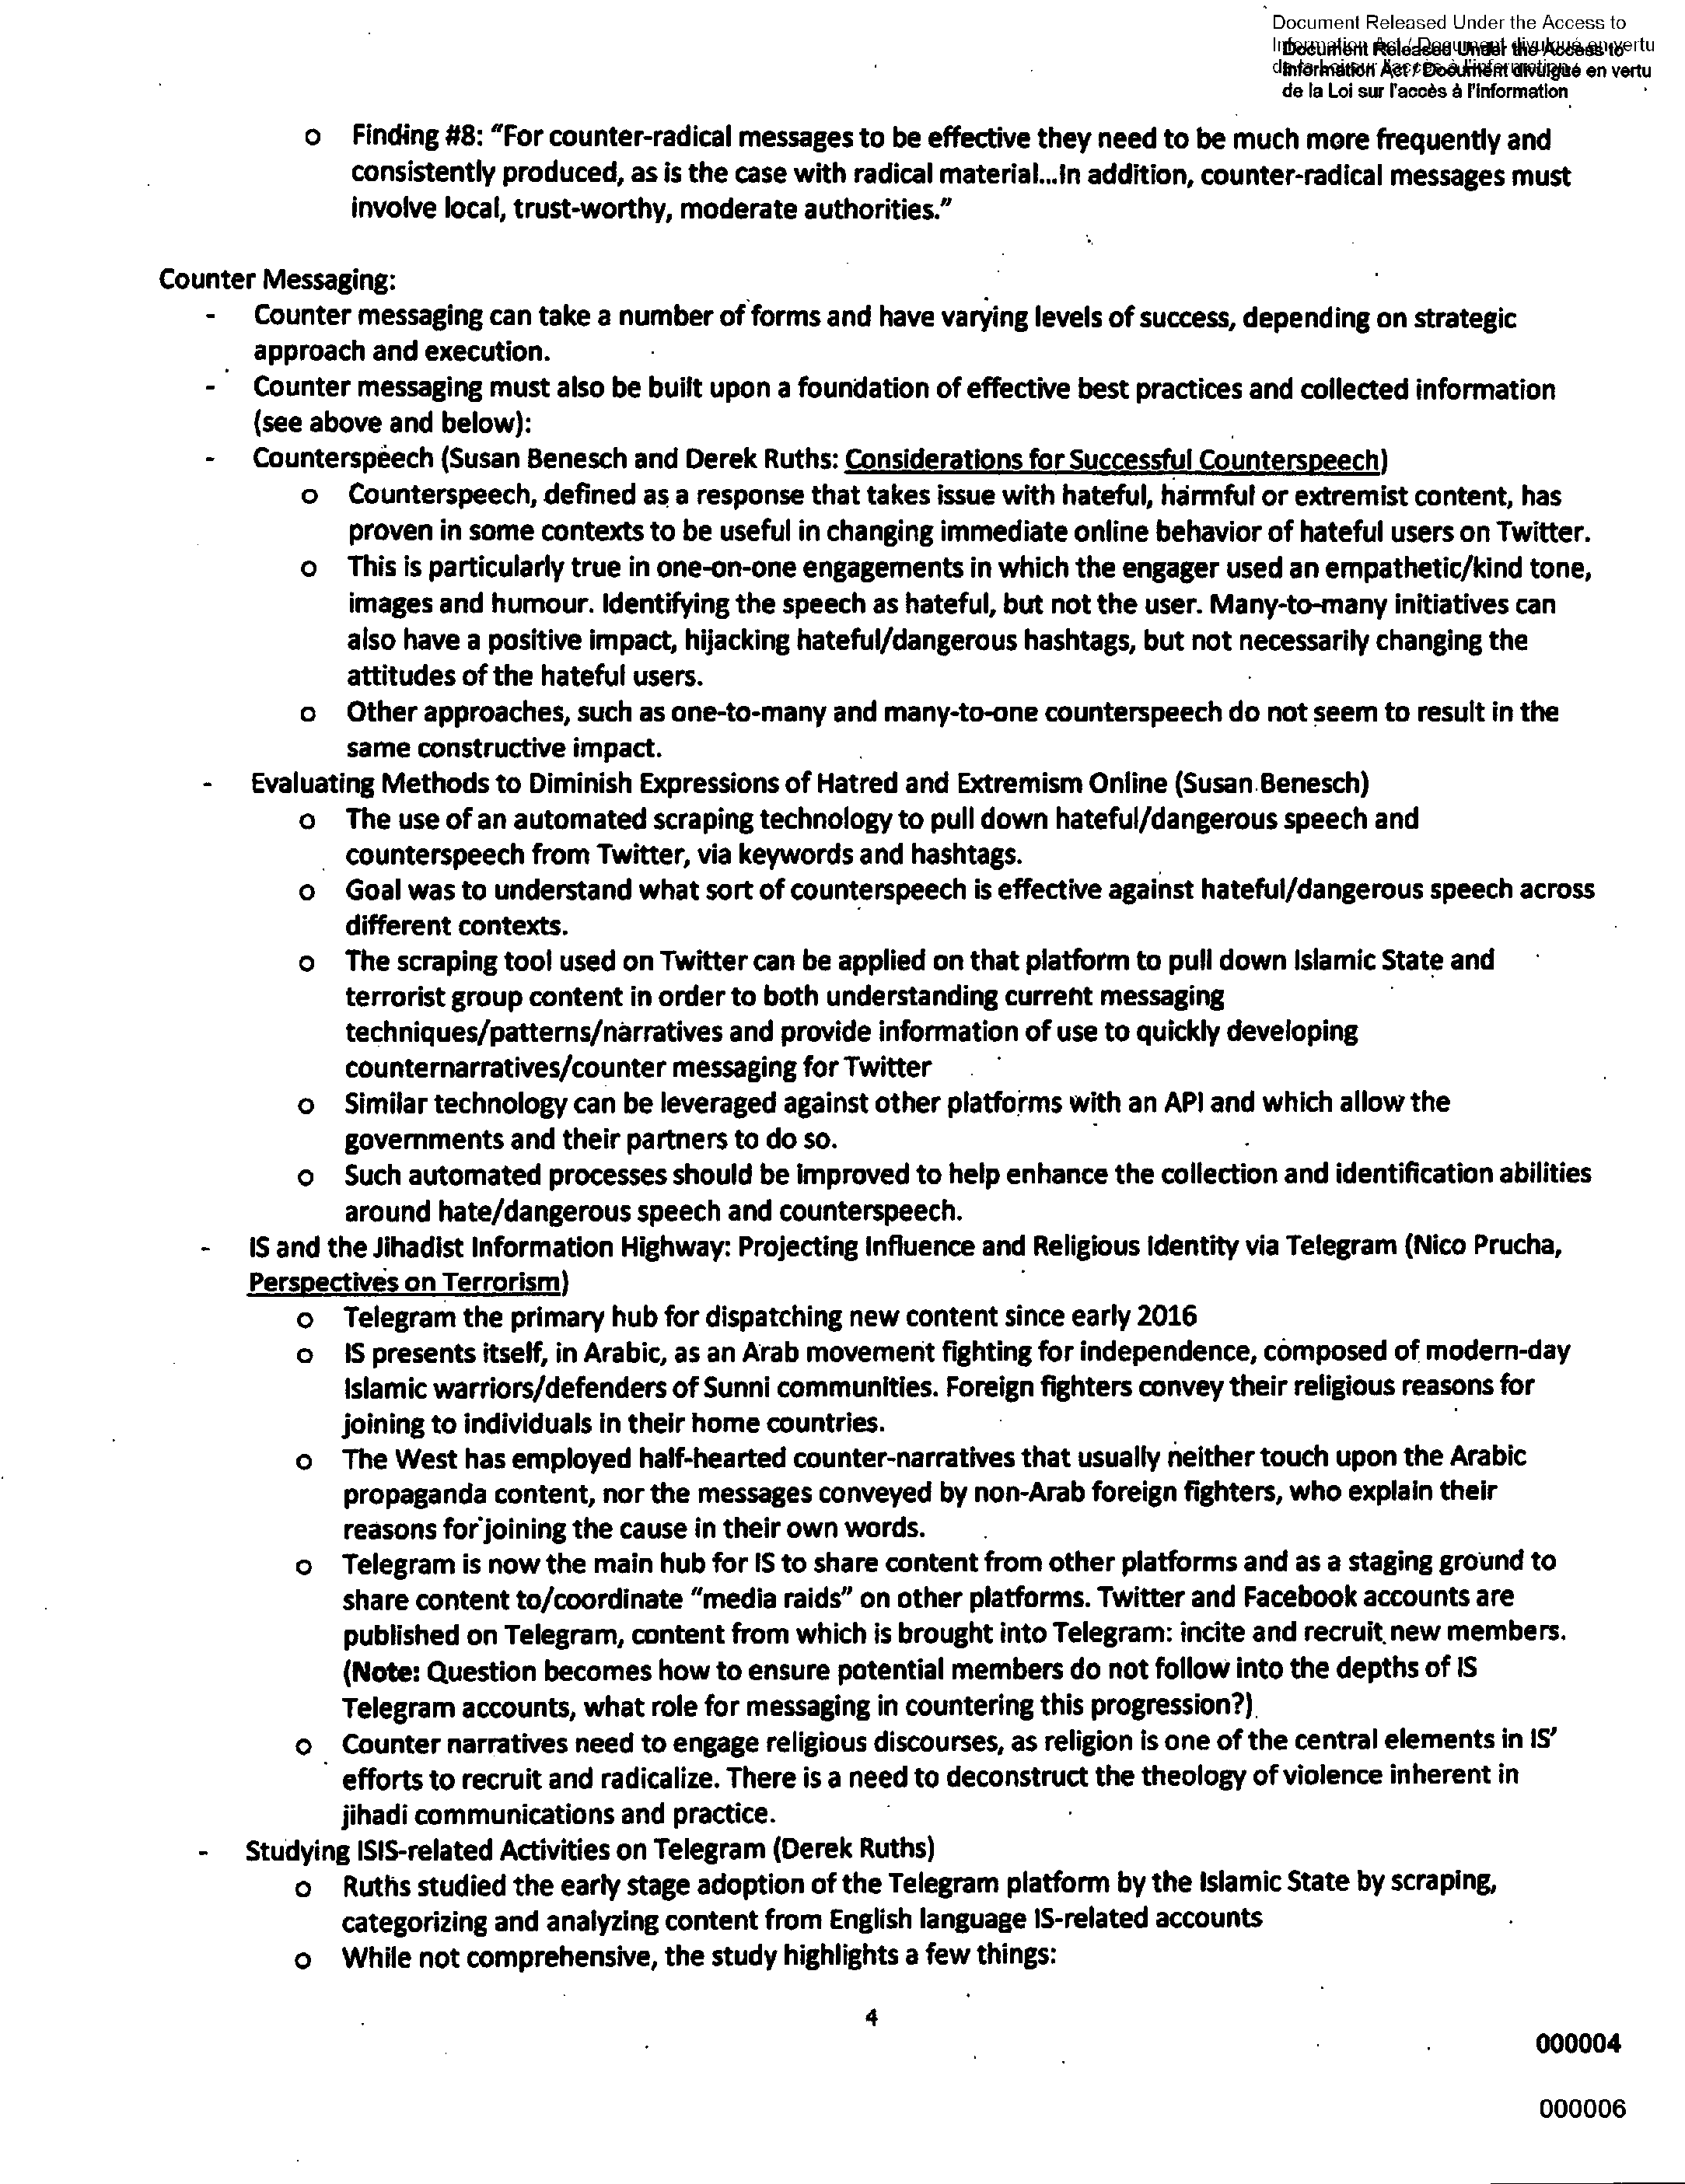 Document Released Under the Access to
Information Act / Document divulgué en vertu
de la Loi sur l'accès à l'information
Document Released Under the Access to
Information Act / Document divulgué en vertu
de la Loi sur l'accès à l'information
o Finding #8: “For counter-radical messages to be effective they need to be much more frequently and
consistently produced, as is the case with radical material...In addition, counter-radical messages must
involve local, trust-worthy, moderate authorities.”
Counter Messaging:
- Counter messaging can take a number of forms and have varying levels of success, depending on strategic
approach and execution.
- Counter messaging must also be built upon a foundation of effective best practices and collected information
(see above and below):
- Counterspeech (Susan Benesch and Derek Ruths: Considerations for Successful Counterspeech)
o Counterspeech, defined as a response that takes issue with hateful, harmful or extremist content, has
proven in some contexts to be useful in changing immediate online behavior of hateful users on Twitter.
o This is particularly true in one-on-one engagements in which the engager used an empathetic/kind tone,
images and humour. Identifying the speech as hateful, but not the user. Many-to-many initiatives can
also have a positive impact, hijacking hateful/dangerous hashtags, but not necessarily changing the
attitudes of the hateful users.
o Other approaches, such as one-to-many and many-to-one counterspeech do not seem to result in the
same constructive impact.
- Evaluating Methods to Diminish Expressions of Hatred and Extremism Online (Susan Benesch)
o The use of an automated scraping technology to pull down hateful/dangerous speech and
counterspeech from Twitter, via keywords and hashtags.
o Goal was to understand what sort of counterspeech is effective against hateful/dangerous speech across
different contexts.
o The scraping tool used on Twitter can be applied on that platform to pull down Islamic State and
terrorist group content in order to both understanding current messaging
techniques/patterns/narratives and provide information of use to quickly developing
counternarratives/counter messaging for Twitter
o Similar technology can be leveraged against other platforms with an API and which allow the
governments and their partners to do so.
o Such automated processes should be improved to help enhance the collection and identification abilities
around hate/dangerous speech and counterspeech.
- IS and the Jihadist Information Highway: Projecting Influence and Religious Identity via Telegram (Nico Prucha,
Perspectives on Terrorism)
o Telegram the primary hub for dispatching new content since early 2016
o IS presents itself, in Arabic, as an Arab movement fighting for independence, composed of modern-day
Islamic warriors/defenders of Sunni communities. Foreign fighters convey their religious reasons for
joining to individuals in their home countries.
o The West has employed half-hearted counter-narratives that usually neither touch upon the Arabic
propaganda content, nor the messages conveyed by non-Arab foreign fighters, who explain their
reasons for joining the cause in their own words.
o Telegram is now the main hub for IS to share content from other platforms and as a staging ground to
share content to/coordinate “media raids” on other platforms. Twitter and Facebook accounts are
published on Telegram, content from which is brought into Telegram: incite and recruit new members.
(Note: Question becomes how to ensure potential members do not follow into the depths of IS
Telegram accounts, what role for messaging in countering this progression?)
o Counter narratives need to engage religious discourses, as religion is one of the central elements in IS’
efforts to recruit and radicalize. There is a need to deconstruct the theology of violence inherent in
jihadi communications and practice.
- Studying ISIS-related Activities on Telegram (Derek Ruths)
o Ruths studied the early stage adoption of the Telegram platform by the Islamic State by scraping,
categorizing and analyzing content from English language IS-related accounts
o While not comprehensive, the study highlights a few things:
4
000004
000006